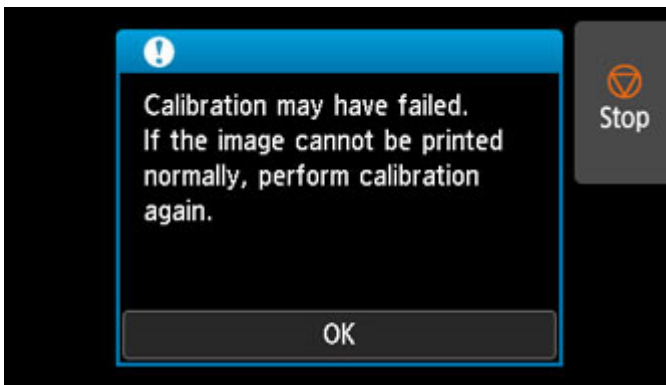 Calibration may have failed.
If the image cannot be printed
normally, perform calibration
again.
OK
Stop